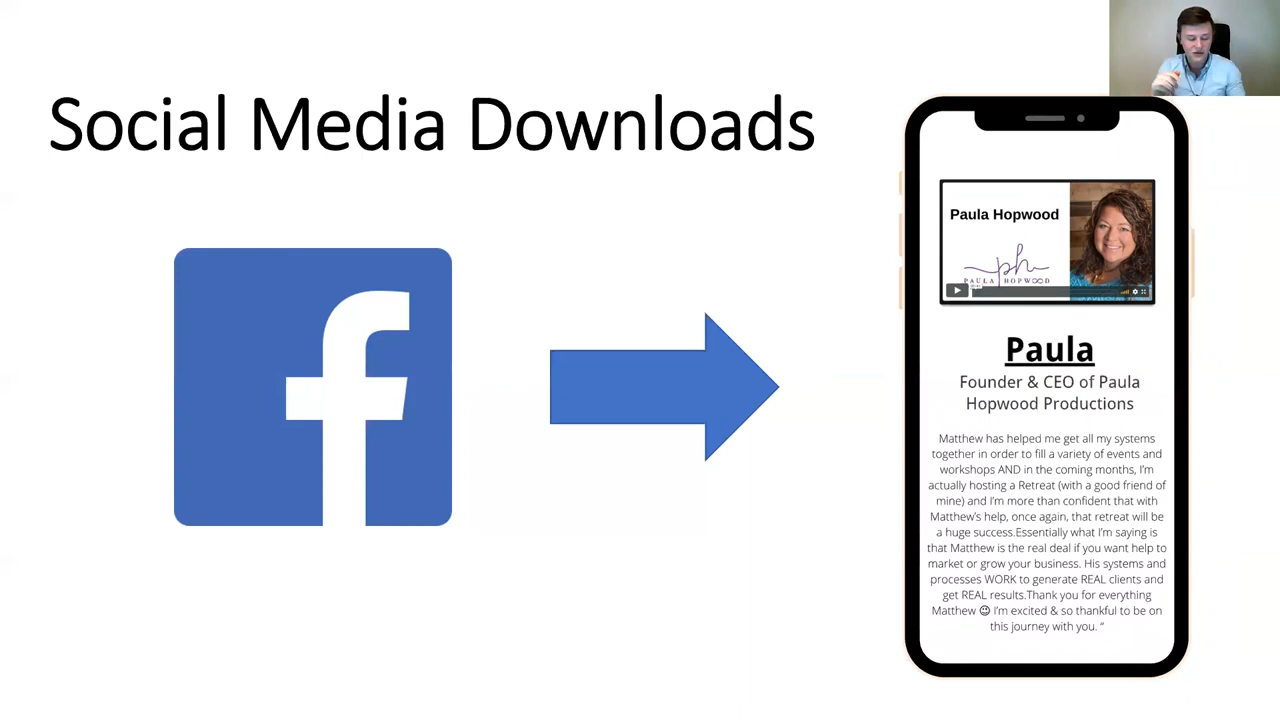 Social Media Downloads
Paula Hopwood
ph
PAULA HOPWOOD
Paula
Founder & CEO of Paula
Hopwood Productions
Matthew has helped me get all my systems
together in order to fill a variety of events and
workshops AND in the coming months, I'm
actually hosting a Retreat (with a good friend of
mine) and I'm more than confident that with
Matthew's help, once again, that retreat will be
a huge success.Essentially what I'm saying is
that Matthew is the real deal if you want help to
market or grow your business. His systems and
processes WORK to generate REAL clients and
get REAL results.Thank you for everything
Matthew ☺ I'm excited & so thankful to be on
this journey with you. “